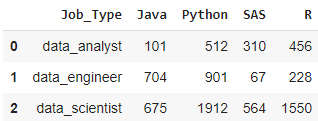 Job_Type Java Python SAS R
0 data_analyst 101 512 310 456
1 data_engineer 704 901 67 228
2 data_scientist 675 1912 564 1550